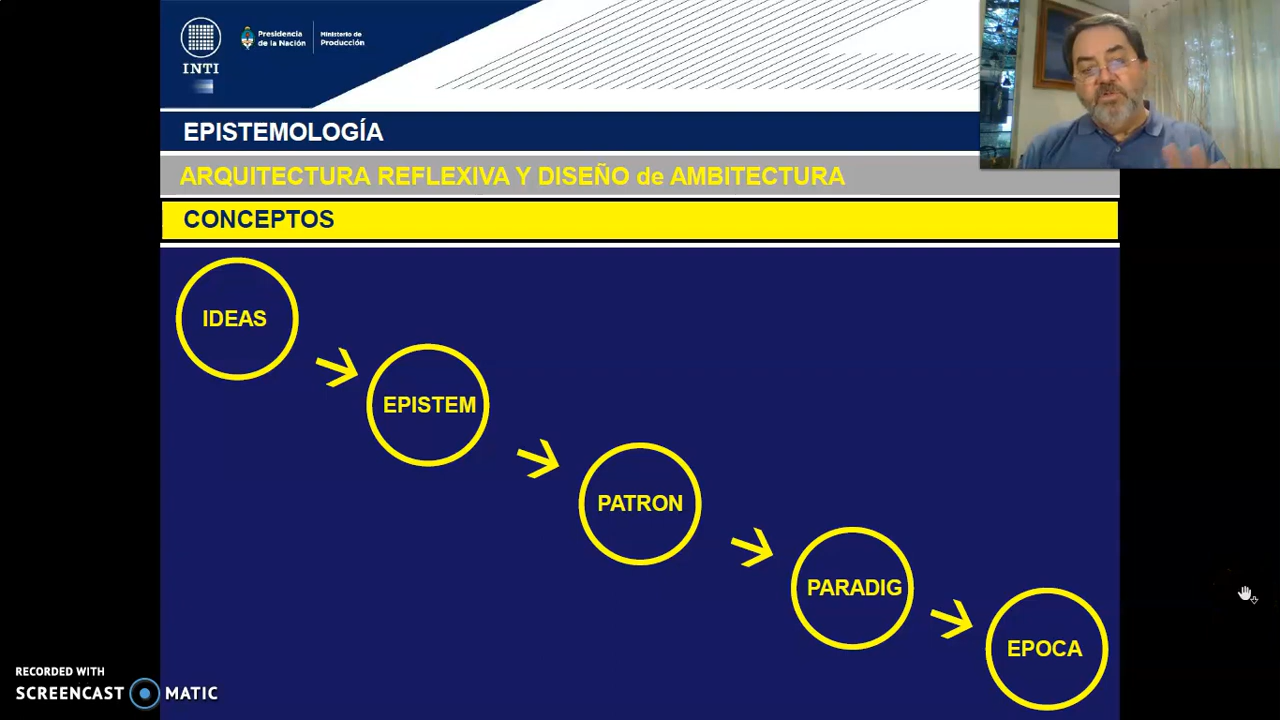 INTI
Presidencia
de la Nación
Ministerio de
Producción
EPISTEMOLOGÍA
ARQUITECTURA REFLEXIVA Y DISEÑO de AMBITECTURA
CONCEPTOS
IDEAS
EPISTEM
PATRON
PARADIG
EPOCA
RECORDED WITH
SCREENCAST MATIC